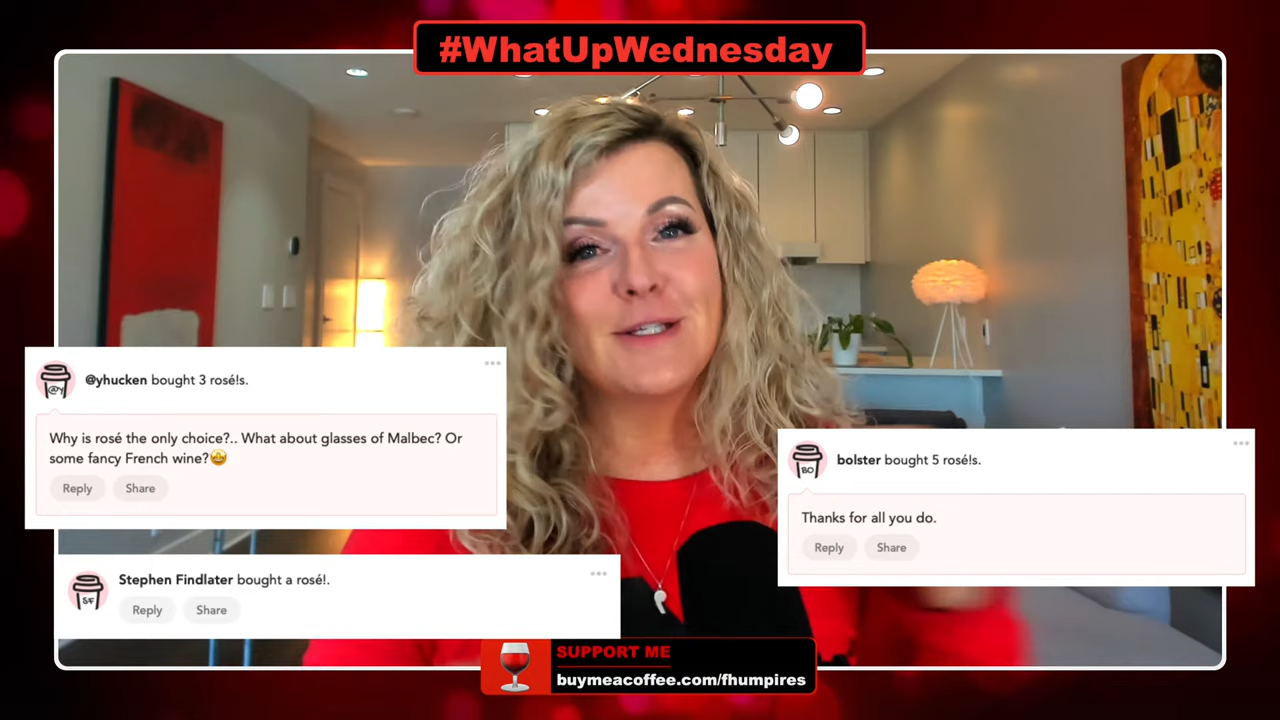 #WhatUpWednesday
@yhucken bought 3 rosé!s.
Why is rosé the only choice?.. What about glasses of Malbec? Or
some fancy French wine?🤩
Reply Share
bolster bought 5 rosé!s.
BO
Thanks for all you do.
Reply Share
Stephen Findlater bought a rosé!.
SF
Reply Share
SUPPORT ME
buymeacoffee.com/fhumpires